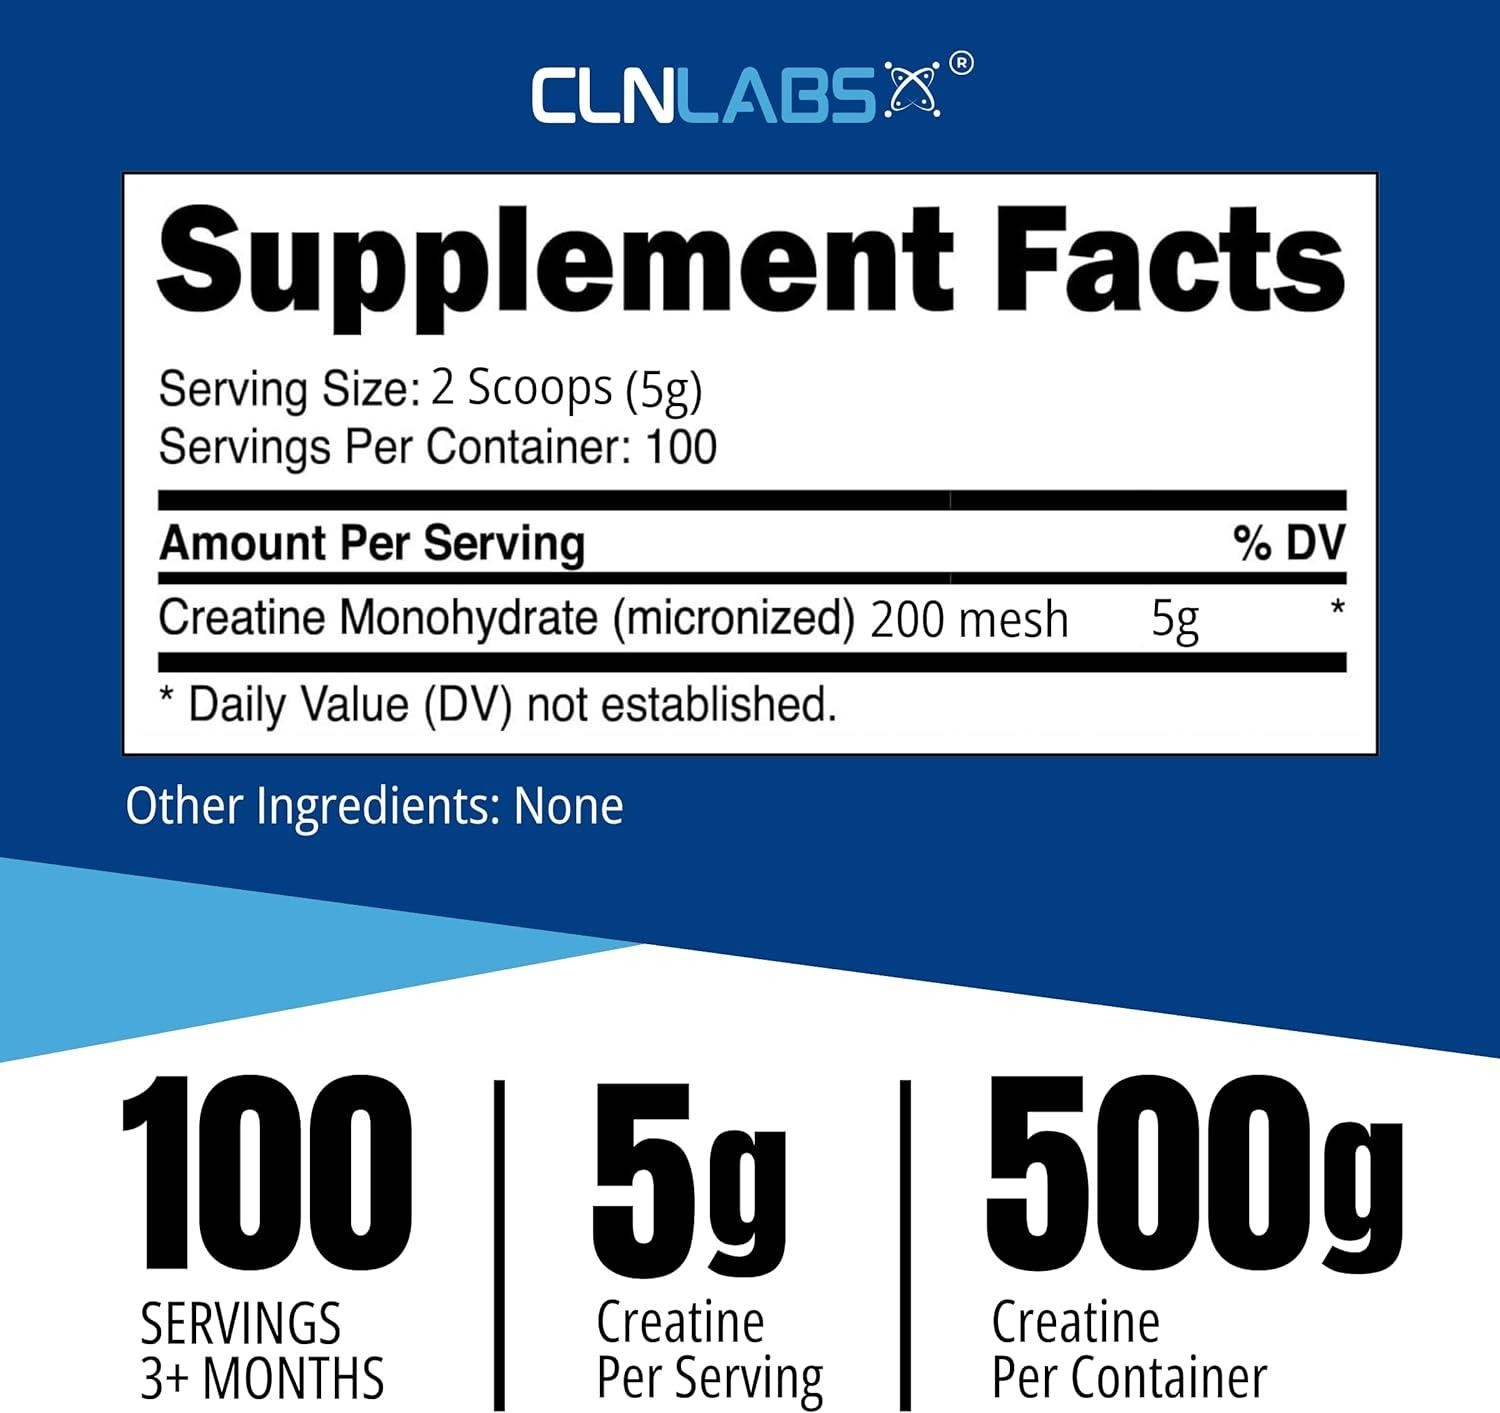 CLNLABS®
Supplement Facts
Serving Size: 2 Scoops (5g)
Servings Per Container: 100
Amount Per Serving % DV
Creatine Monohydrate (micronized) 200 mesh 5g *
* Daily Value (DV) not established.
Other Ingredients: None
100
SERVINGS
3+ MONTHS
5g
Creatine
Per Serving
500g
Creatine
Per Container